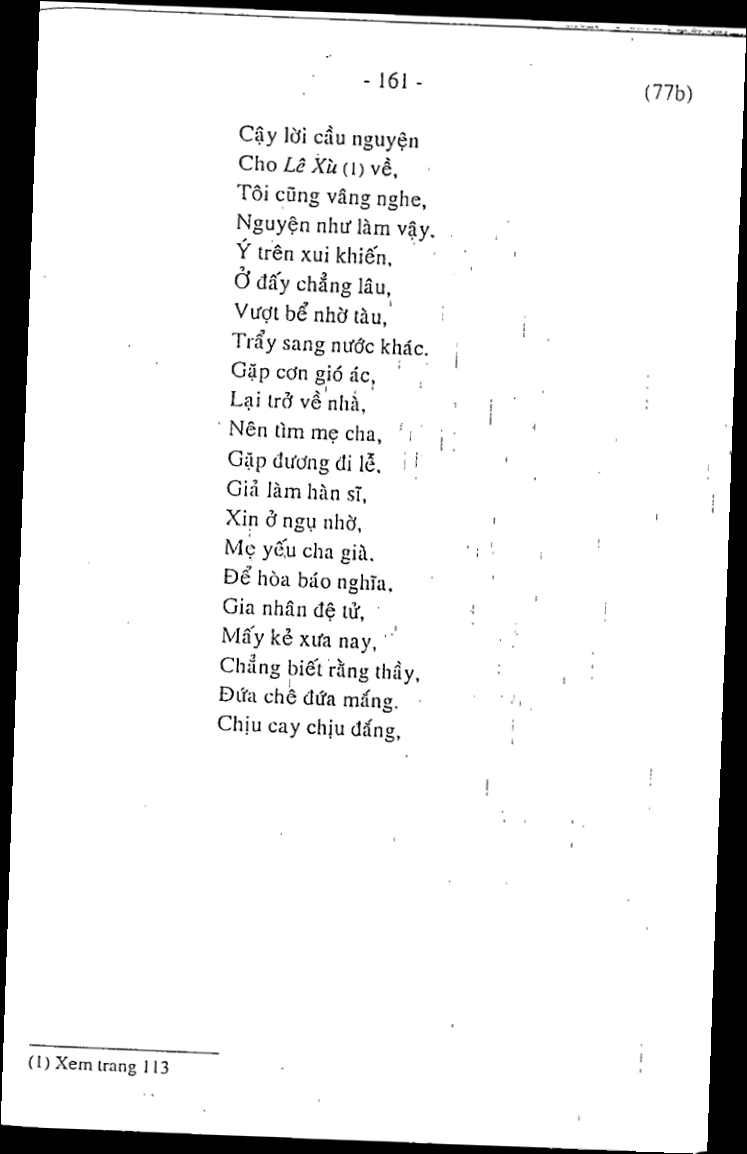 - 161 -
(77b)
Cậy lời cầu nguyện
Cho Lê Xù (1) về,
Tôi cũng vâng nghe,
Nguyện như làm vậy.
Ý trên xui khiến,
Ở đấy chẳng lâu,
Vượt bể nhờ tàu,
Trẩy sang nước khác.
Gặp cơn gió ác,
Lại trở về nhà,
Nên tìm mẹ cha,
Gặp đương đi lễ.
Giả làm hàn sĩ,
Xin ở ngụ nhờ,
Mẹ yếu cha già.
Để hòa báo nghĩa.
Gia nhân đệ tử,
Mấy kẻ xưa nay,
Chẳng biết rằng thầy,
Đứa chê đứa mắng.
Chịu cay chịu đắng,
(1) Xem trang 113